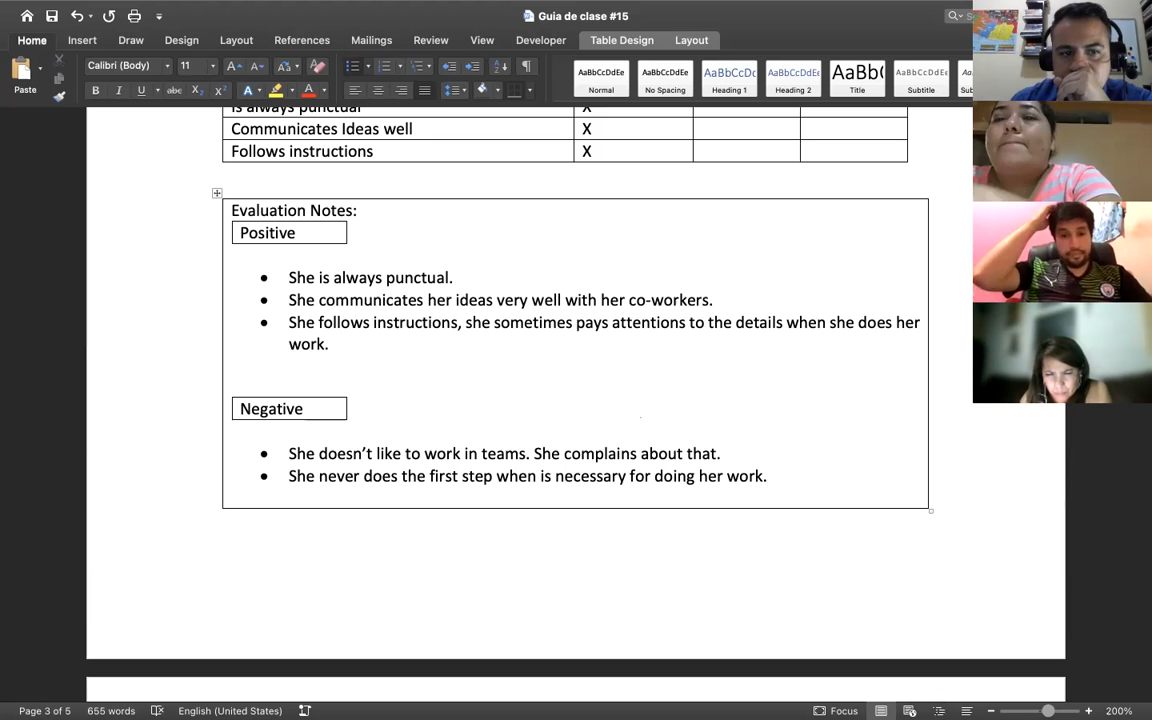 Guia de clase #15
Home Insert Draw Design Layout References Mailings Review View Developer Table Design Layout
Paste
Calibri (Body) 11
AaBbCcDdEe AaBbCcDdEe AaBbCcDc AaBbCcDdEe AaBb( AaBbCcDdEe
Normal No Spacing Heading 1 Heading 2 Title Subtitle
Is always punctual X
Communicates Ideas well X
Follows instructions X
Evaluation Notes:
Positive
• She is always punctual.
• She communicates her ideas very well with her co-workers.
• She follows instructions, she sometimes pays attentions to the details when she does her
work.
Negative
• She doesn’t like to work in teams. She complains about that.
• She never does the first step when is necessary for doing her work.
Page 3 of 5 655 words English (United States) Focus 200%